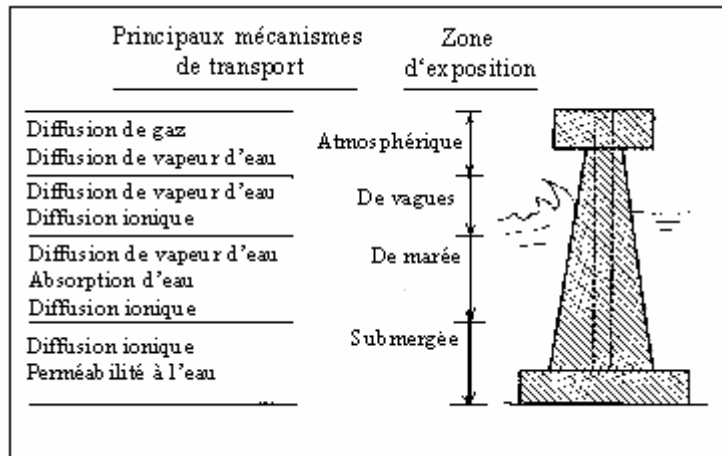 Principaux mécanismes
de transport
Zone
d'exposition
Diffusion de gaz
Diffusion de vapeur d'eau
Atmosphérique
Diffusion de vapeur d'eau
Diffusion ionique
De vagues
Diffusion de vapeur d'eau
Absorption d'eau
Diffusion ionique
De marée
Diffusion ionique
Perméabilité à l'eau
Submergée